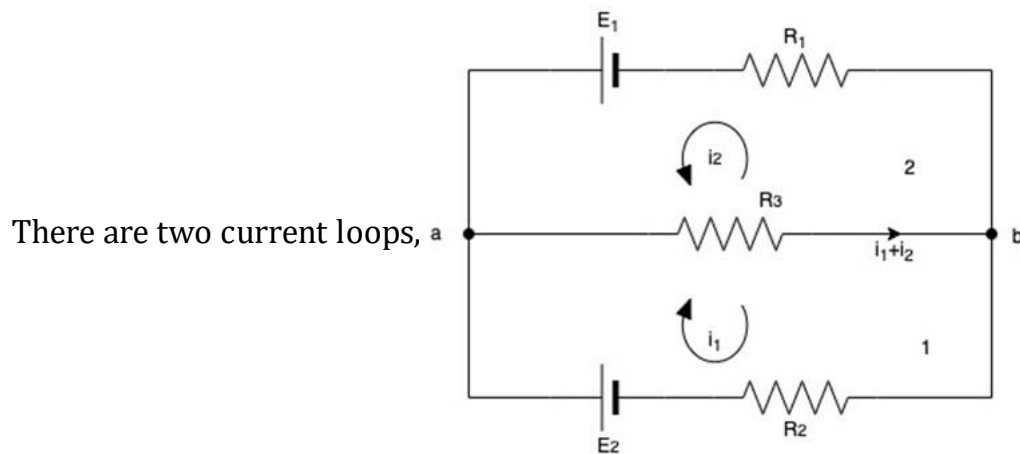 E₁
R₁
i₂
2
R₃
There are two current loops, a
b
i₁+i₂
i₁
1
E₂
R₂